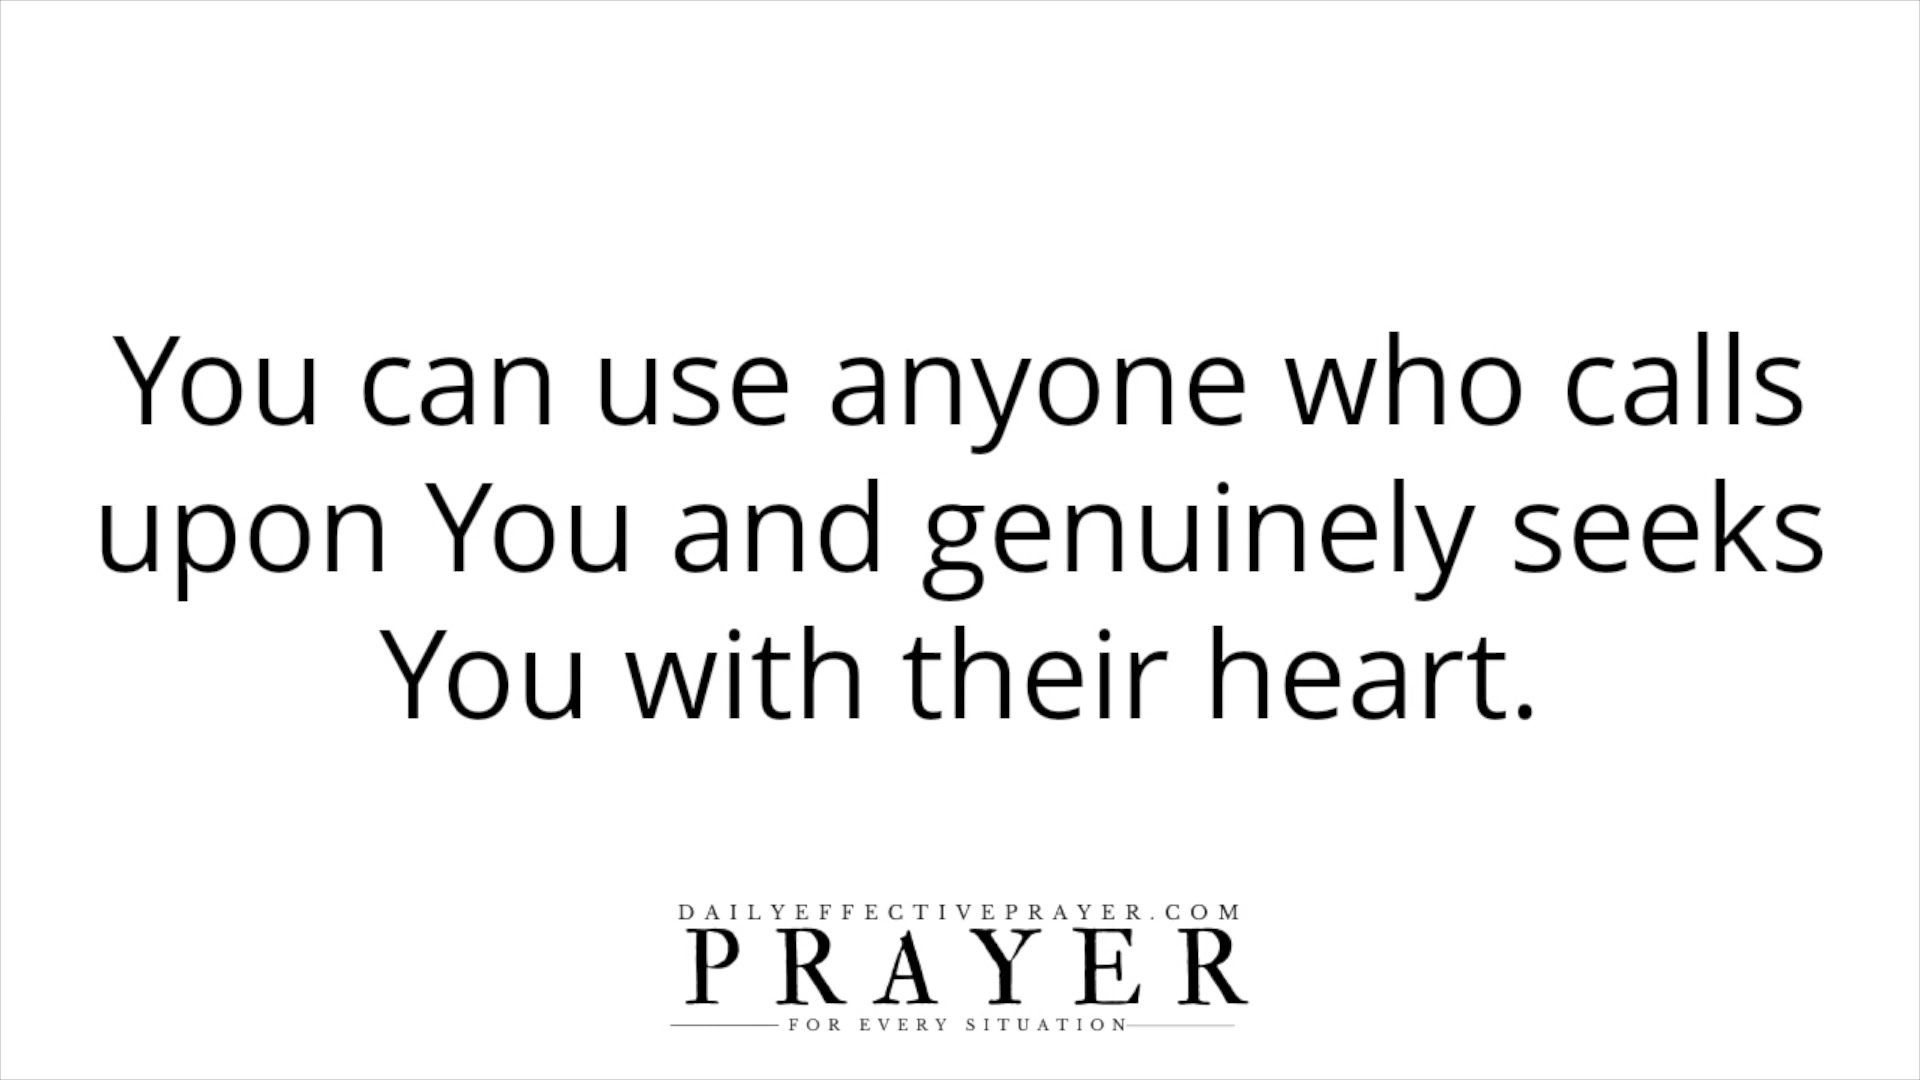 You can use anyone who calls
upon You and genuinely seeks
You with their heart.
DAILYEFFECTIVEPRAYER.COM
PRAYER
FOR EVERY SITUATION